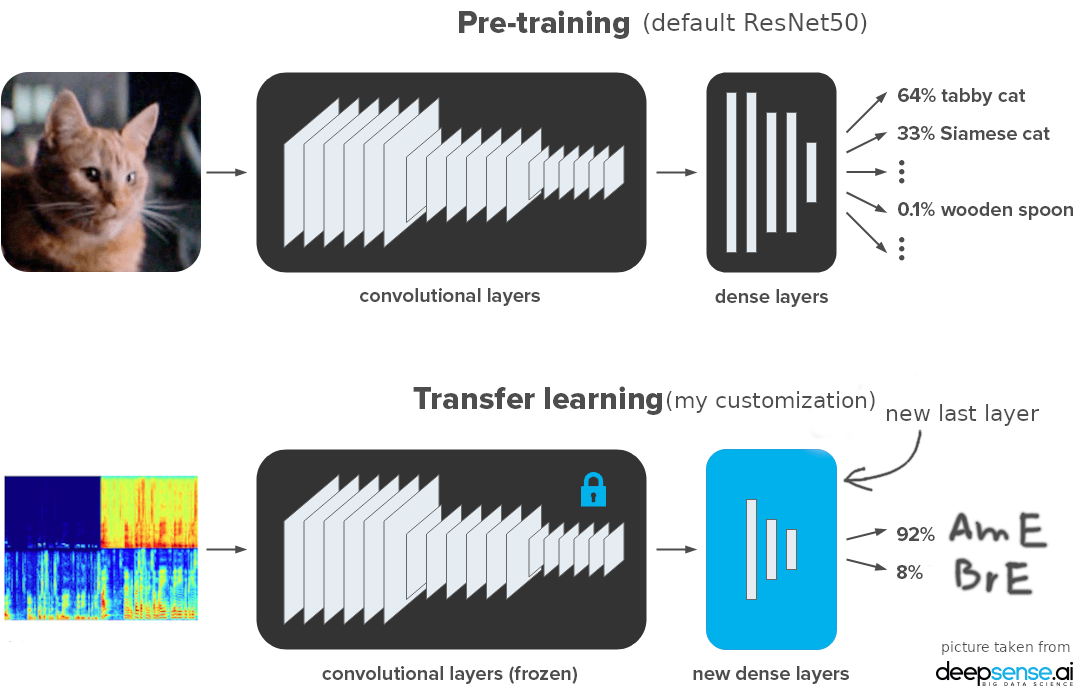 Pre-training (default ResNet50)
64% tabby cat
33% Siamese cat
0.1% wooden spoon
convolutional layers
dense layers
Transfer learning(my customization)
new last layer
92% AmE
8% BrE
convolutional layers (frozen)
new dense layers
picture taken from
deepsense.ai
BIG DATA SCIENCE